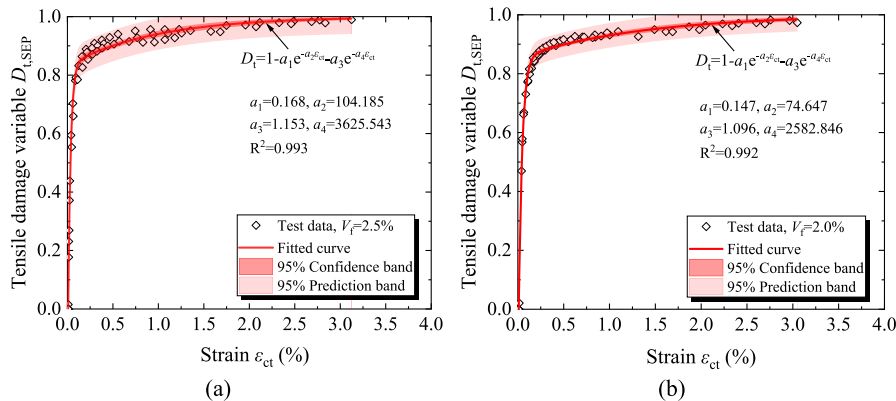 Tensile damage variable D_t,SEP
1.0
0.8
0.6
0.4
0.2
0.0
D_t=1-a_1e^{-a_2ε_ct}-a_3e^{-a_4ε_ct}
a_1=0.168, a_2=104.185
a_3=1.153, a_4=3625.543
R^2=0.993
Test data, V_f=2.5%
Fitted curve
95% Confidence band
95% Prediction band
0.0 0.5 1.0 1.5 2.0 2.5 3.0 3.5 4.0
Strain ε_ct (%)
(a)
Tensile damage variable D_t,SEP
1.0
0.8
0.6
0.4
0.2
0.0
D_t=1-a_1e^{-a_2ε_ct}-a_3e^{-a_4ε_ct}
a_1=0.147, a_2=74.647
a_3=1.096, a_4=2582.846
R^2=0.992
Test data, V_f=2.0%
Fitted curve
95% Confidence band
95% Prediction band
0.0 0.5 1.0 1.5 2.0 2.5 3.0 3.5 4.0
Strain ε_ct (%)
(b)